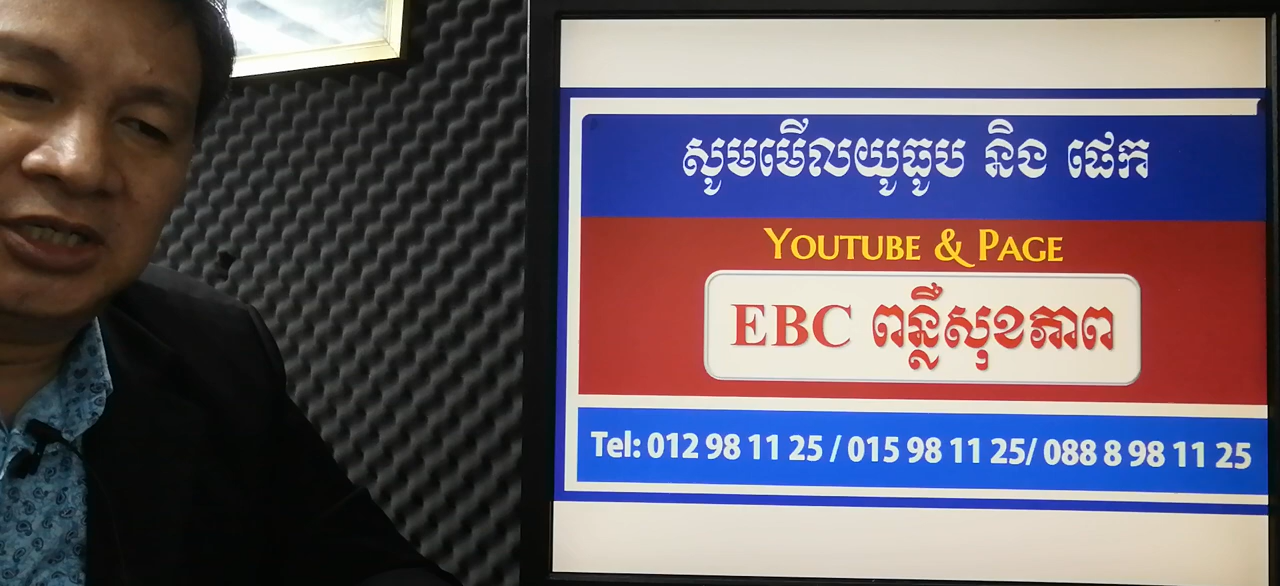 សូមមើលយូធូប និង ផេក
YOUTUBE & PAGE
EBC ពន្លឺសុខភាព
Tel: 012 98 11 25 / 015 98 11 25/ 088 8 98 11 25